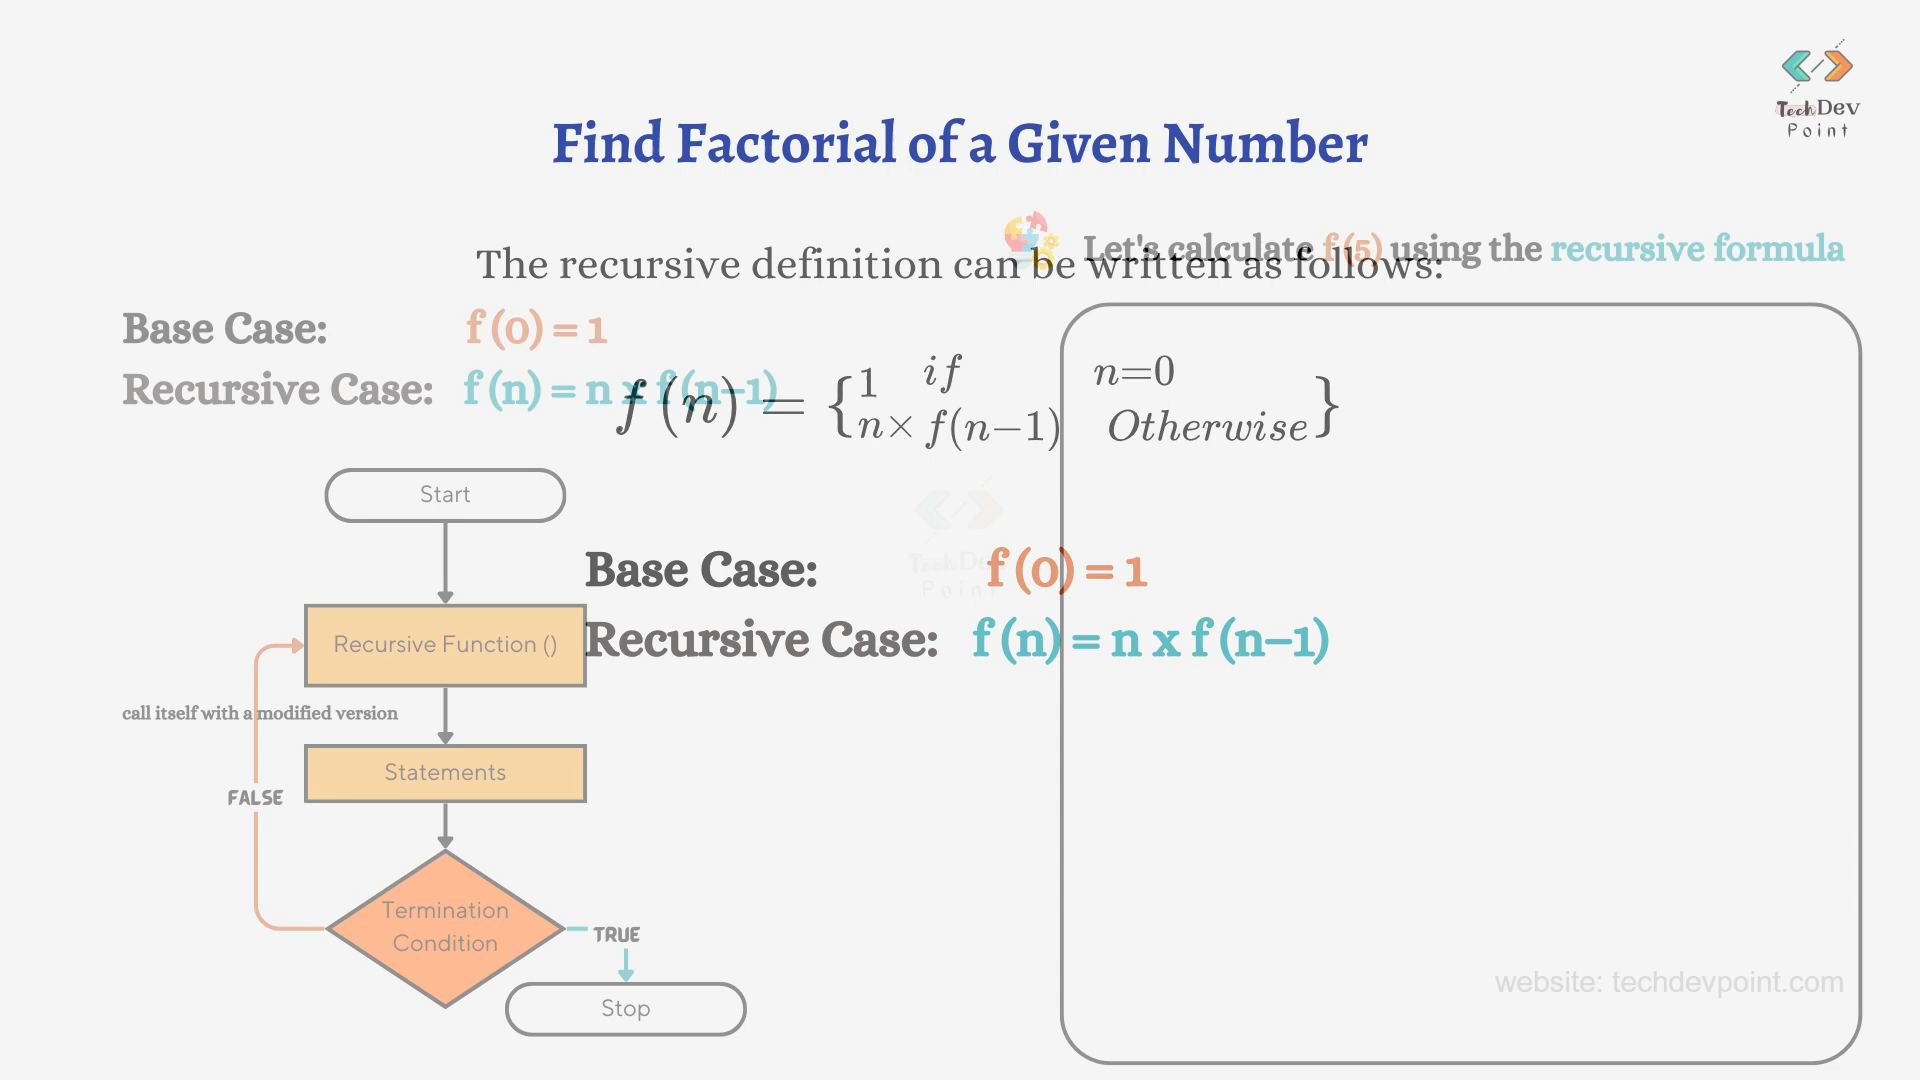 TechDev
Point
Find Factorial of a Given Number
Let's calculate f (5) using the recursive formula
The recursive definition can be written as follows:
Base Case: f (0) = 1
Recursive Case: f (n) = n x f (n–1)
f (n) = {1 if n=0
n× f(n−1) Otherwise}
Start
TechDev
Point
Base Case: f (0) = 1
Recursive Case: f (n) = n x f (n–1)
Recursive Function ()
call itself with a modified version
Statements
FALSE
Termination
Condition
TRUE
website: techdevpoint.com
Stop